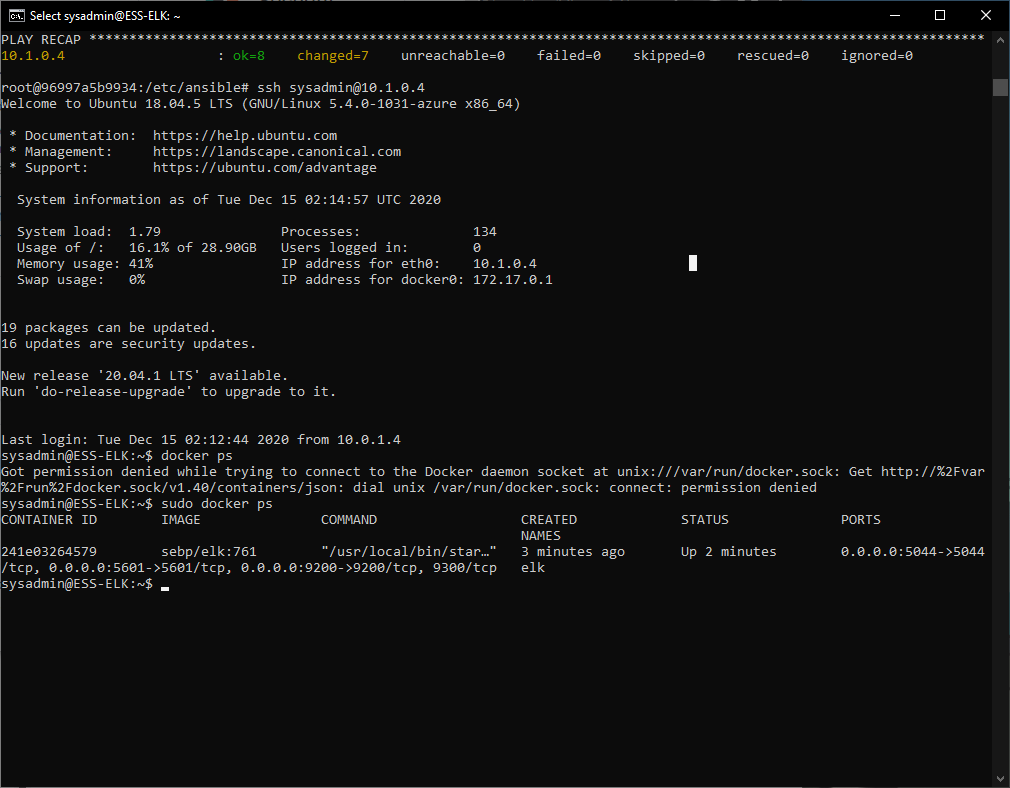 Select sysadmin@ESS-ELK: ~
PLAY RECAP ****************************************************************************************************************
10.1.0.4                   : ok=8    changed=7    unreachable=0    failed=0    skipped=0    rescued=0    ignored=0
root@96997a5b9934:/etc/ansible# ssh sysadmin@10.1.0.4
Welcome to Ubuntu 18.04.5 LTS (GNU/Linux 5.4.0-1031-azure x86_64)
 * Documentation:  https://help.ubuntu.com
 * Management:     https://landscape.canonical.com
 * Support:        https://ubuntu.com/advantage
  System information as of Tue Dec 15 02:14:57 UTC 2020
  System load:  1.79               Processes:              134
  Usage of /:   16.1% of 28.90GB   Users logged in:        0
  Memory usage: 41%                IP address for eth0:    10.1.0.4
  Swap usage:   0%                 IP address for docker0: 172.17.0.1
19 packages can be updated.
16 updates are security updates.
New release '20.04.1 LTS' available.
Run 'do-release-upgrade' to upgrade to it.
Last login: Tue Dec 15 02:12:44 2020 from 10.0.1.4
sysadmin@ESS-ELK:~$ docker ps
Got permission denied while trying to connect to the Docker daemon socket at unix:///var/run/docker.sock: Get http://%2Fvar
%2Frun%2Fdocker.sock/v1.40/containers/json: dial unix /var/run/docker.sock: connect: permission denied
sysadmin@ESS-ELK:~$ sudo docker ps
CONTAINER ID        IMAGE               COMMAND                  CREATED             STATUS              PORTS
                                                                 NAMES
241e03264579        sebp/elk:761        "/usr/local/bin/star…"   3 minutes ago       Up 2 minutes        0.0.0.0:5044->5044
/tcp, 0.0.0.0:5601->5601/tcp, 0.0.0.0:9200->9200/tcp, 9300/tcp   elk
sysadmin@ESS-ELK:~$